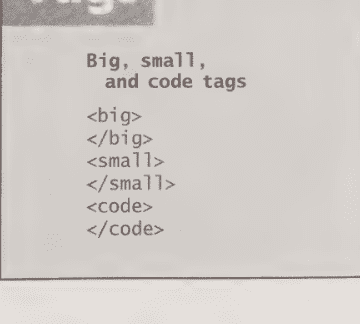 Big, small,
and code tags
<big>
</big>
<small>
</small>
<code>
</code>